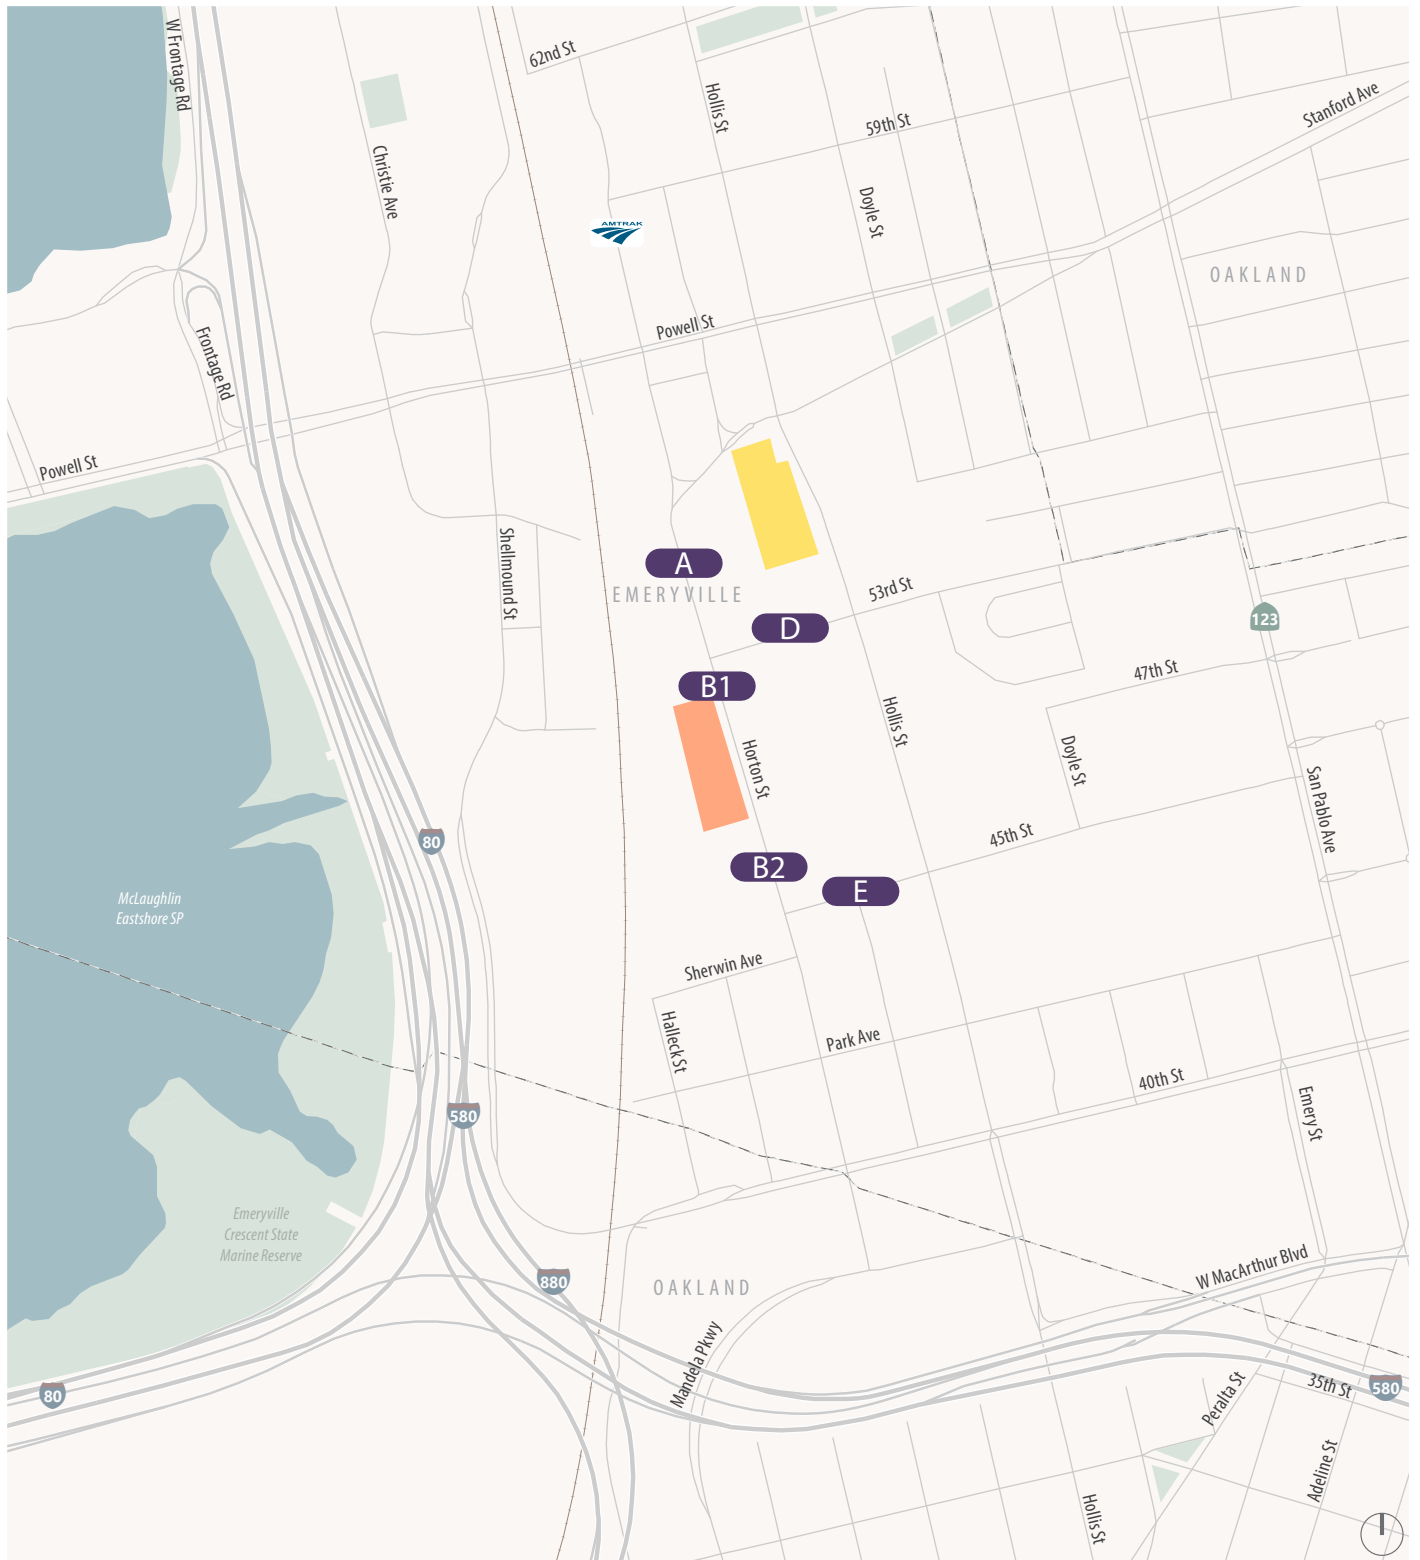 W Frontage Rd
62nd St
Hollis St
Stanford Ave
59th St
Christie Ave
Doyle St
AMTRAK
OAKLAND
Powell St
Frontage Rd
Powell St
Shellmound St
A
EMERYVILLE
53rd St
D
123
47th St
B1
Hollis St
Horton St
Doyle St
San Pablo Ave
45th St
80
B2
E
McLaughlin
Eastshore SP
Sherwin Ave
Halleck St
Park Ave
40th St
Emery St
580
Emeryville
Crescent State
Marine Reserve
W MacArthur Blvd
880
OAKLAND
Mandela Pkwy
80
35th St
580
Peralta St
Adeline St
Hollis St